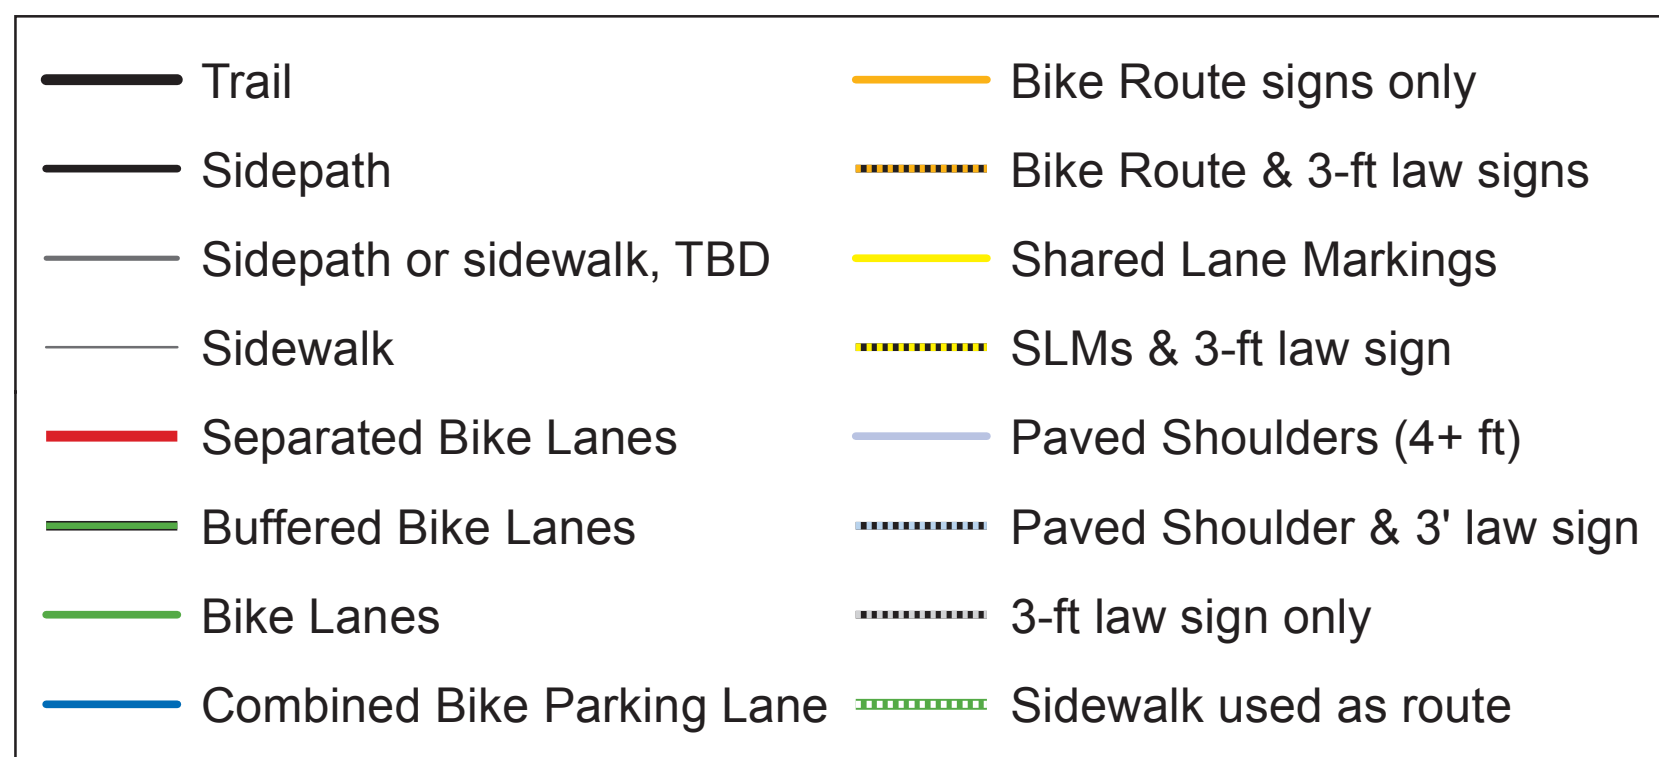 Trail
Sidepath
Sidepath or sidewalk, TBD
Sidewalk
Separated Bike Lanes
Buffered Bike Lanes
Bike Lanes
Combined Bike Parking Lane
Bike Route signs only
Bike Route & 3-ft law signs
Shared Lane Markings
SLMs & 3-ft law sign
Paved Shoulders (4+ ft)
Paved Shoulder & 3' law sign
3-ft law sign only
Sidewalk used as route